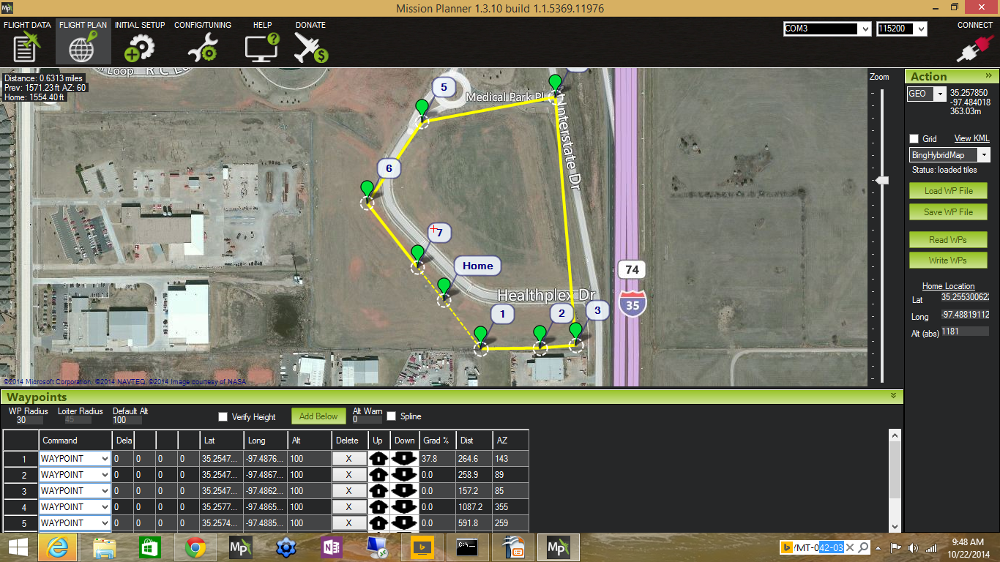 Mission Planner 1.3.10 build 1.1.5369.11976
FLIGHT DATA FLIGHT PLAN INITIAL SETUP CONFIG/TUNING HELP DONATE
COM3 115200 CONNECT
Distance: 0.6313 miles
Prev: 1571.23 ft AZ: 60
Home: 1554.40 ft
Loop
Medical Park Pl
Interstate Dr
Healthplex Dr
5
6
7
Home
1
2
3
74
35
©2014 Microsoft Corporation, ©2014 NAVTEQ, ©2014 Image courtesy of NASA
Zoom
Action
GEO
35.257850
-97.484018
363.03m
Grid View KML
BingHybridMap
Status: loaded tiles
Load WP File
Save WP File
Read WPs
Write WPs
Home Location
Lat 35.25530062
Long -97.48819112
Alt (abs) 1181
Waypoints
WP Radius Loiter Radius Default Alt
30 45 100
Verify Height
Add Below
Alt Warn
0
Spline
Command Dela Lat Long Alt Delete Up Down Grad % Dist AZ
1 WAYPOINT 0 0 0 0 35.2547... -97.4876... 100 X 37.8 264.6 143
2 WAYPOINT 0 0 0 0 35.2547... -97.4867... 100 X 0.0 258.9 89
3 WAYPOINT 0 0 0 0 35.2547... -97.4862... 100 X 0.0 157.2 85
4 WAYPOINT 0 0 0 0 35.2577... -97.4865... 100 X 0.0 1087.2 355
5 WAYPOINT 0 0 0 0 35.2574... -97.4885... 100 X 0.0 591.8 259
/MT-042-03
9:48 AM
10/22/2014